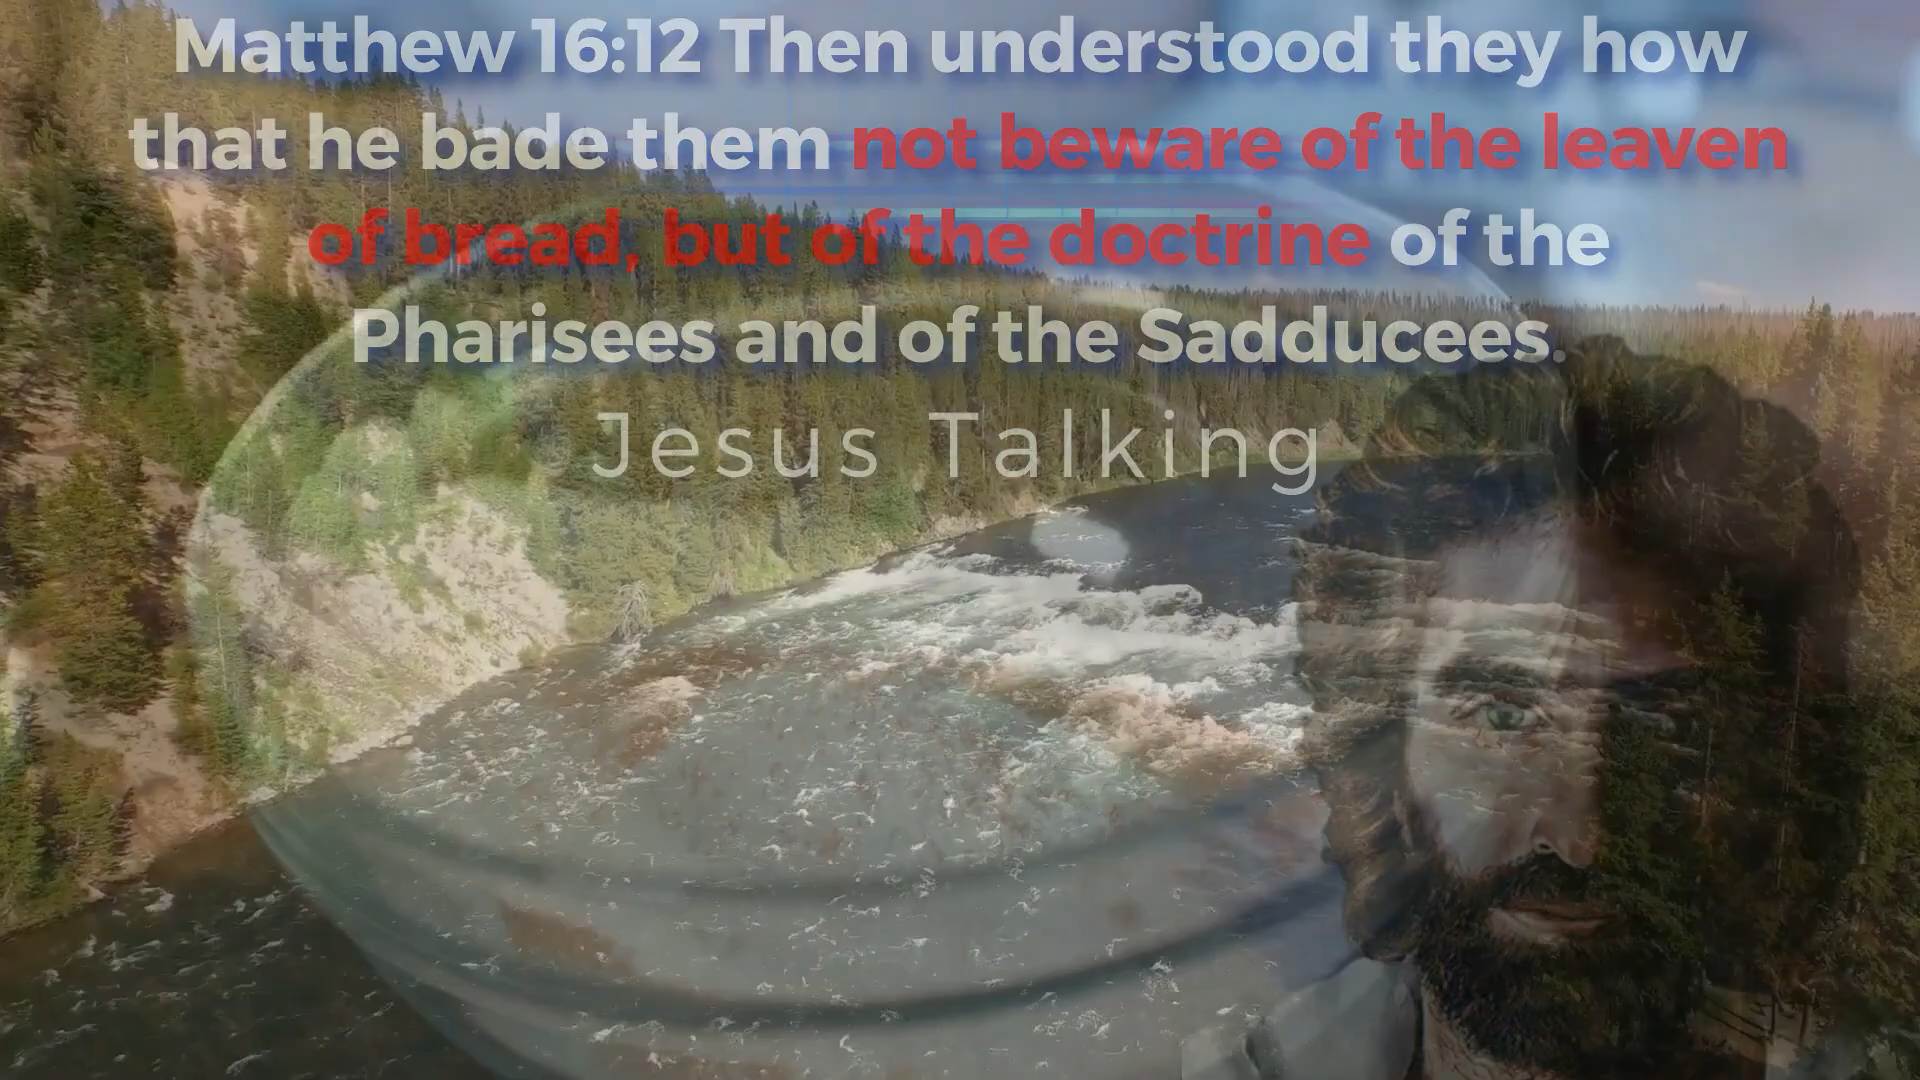 Matthew 16:12 Then understood they how
that he bade them not beware of the leaven
of bread, but of the doctrine of the
Pharisees and of the Sadducees.
Jesus Talking